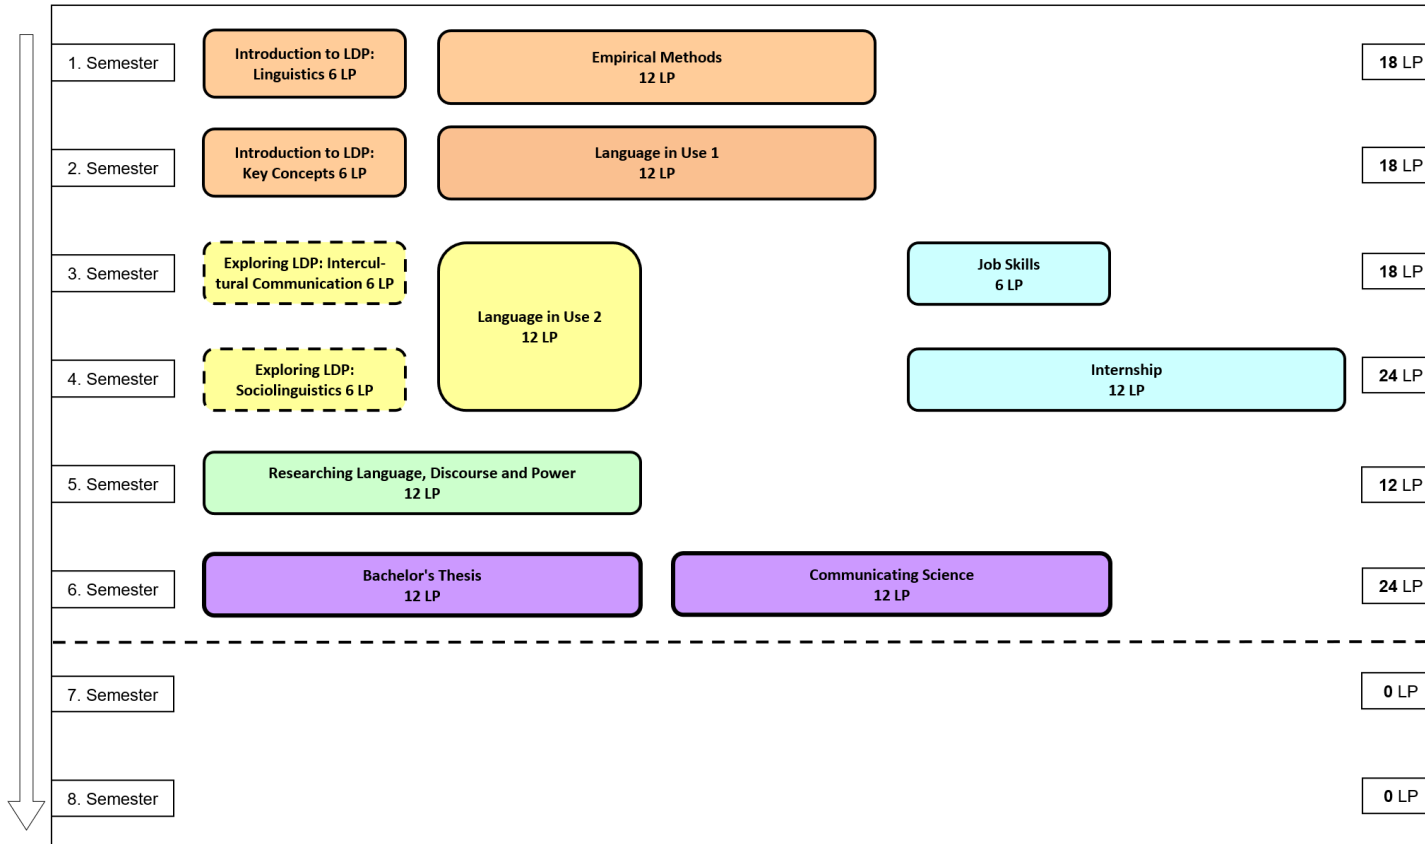 1. Semester
Introduction to LDP:
Linguistics 6 LP
Empirical Methods
12 LP
18 LP
2. Semester
Introduction to LDP:
Key Concepts 6 LP
Language in Use 1
12 LP
18 LP
3. Semester
Exploring LDP: Intercul-
tural Communication 6 LP
Language in Use 2
12 LP
Job Skills
6 LP
18 LP
4. Semester
Exploring LDP:
Sociolinguistics 6 LP
Internship
12 LP
24 LP
5. Semester
Researching Language, Discourse and Power
12 LP
12 LP
6. Semester
Bachelor's Thesis
12 LP
Communicating Science
12 LP
24 LP
7. Semester
0 LP
8. Semester
0 LP